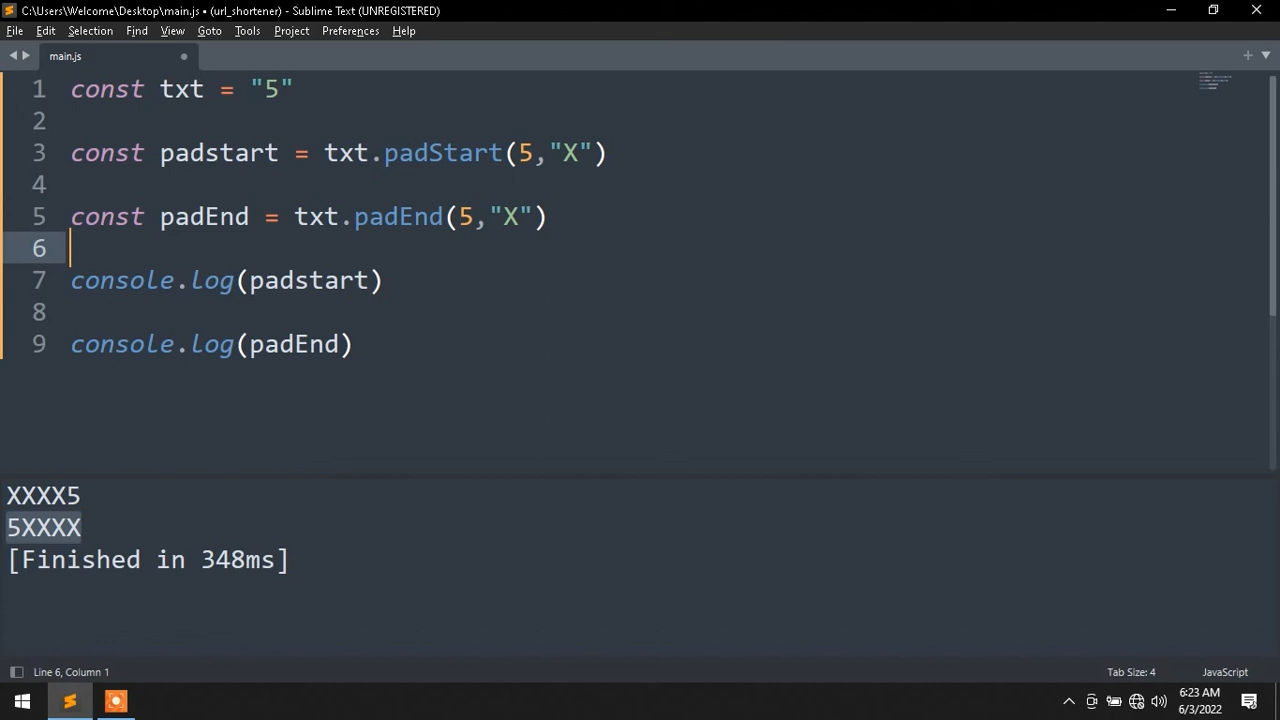 C:\Users\Welcome\Desktop\main.js • (url_shortener) - Sublime Text (UNREGISTERED)
File Edit Selection Find View Goto Tools Project Preferences Help
main.js
1 const txt = "5"
2
3 const padstart = txt.padStart(5,"X")
4
5 const padEnd = txt.padEnd(5,"X")
6
7 console.log(padstart)
8
9 console.log(padEnd)
XXXX5
5XXXX
[Finished in 348ms]
Line 6, Column 1 Tab Size: 4 JavaScript
6:23 AM
6/3/2022